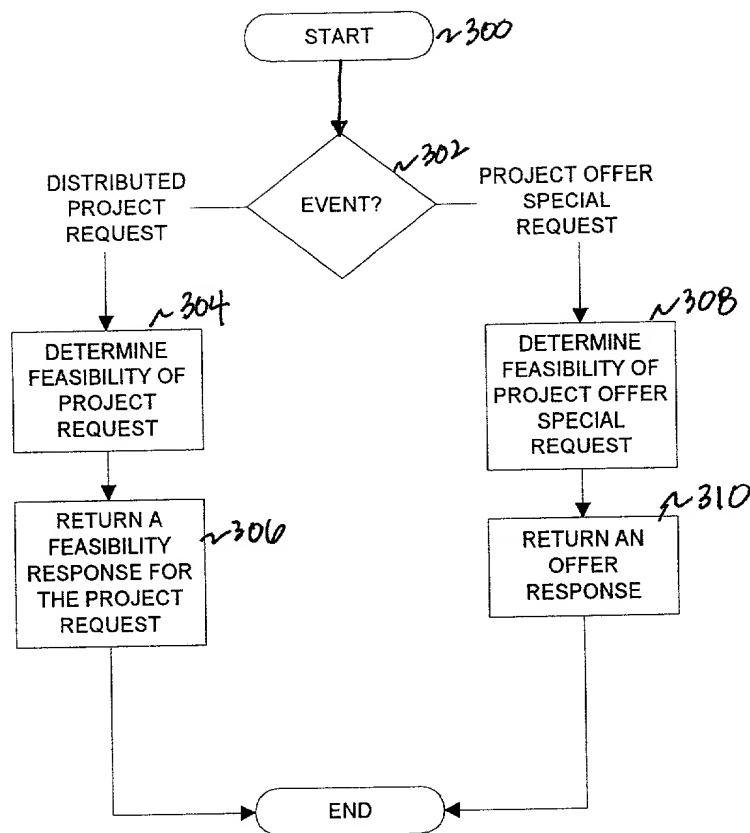 START
~300
~302
EVENT?
DISTRIBUTED
PROJECT
REQUEST
PROJECT OFFER
SPECIAL
REQUEST
~304
DETERMINE
FEASIBILITY OF
PROJECT
REQUEST
~308
DETERMINE
FEASIBILITY OF
PROJECT OFFER
SPECIAL
REQUEST
~306
RETURN A
FEASIBILITY
RESPONSE FOR
THE PROJECT
REQUEST
~310
RETURN AN
OFFER
RESPONSE
END